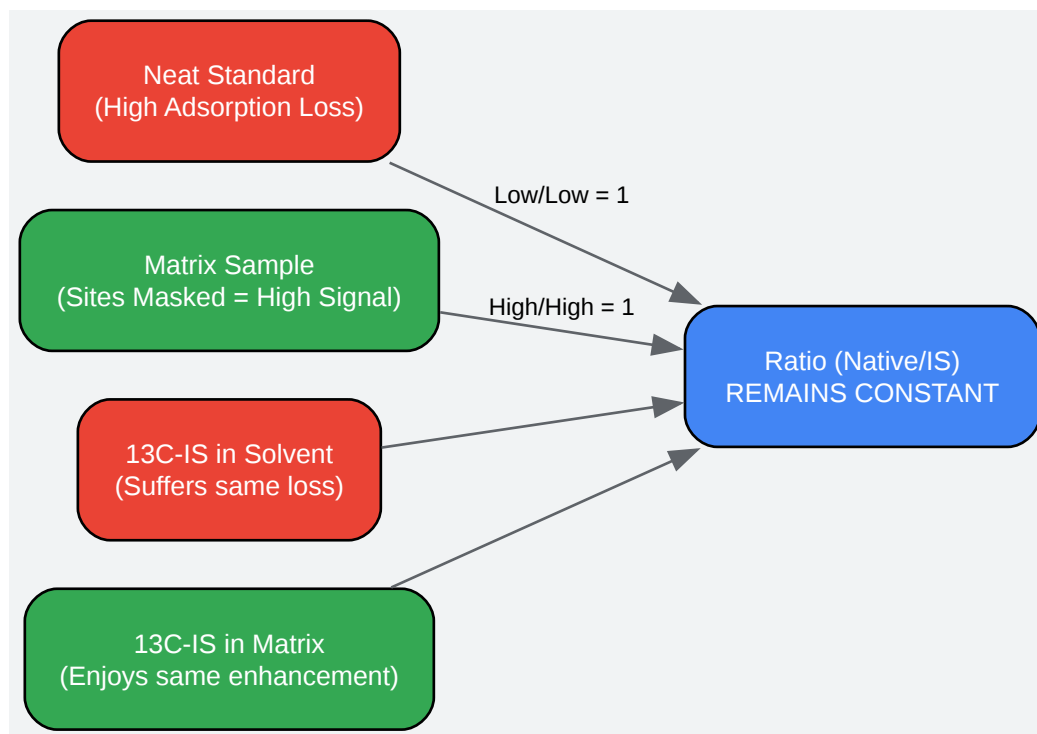 Neat Standard
(High Adsorption Loss)
Low/Low = 1
Matrix Sample
(Sites Masked = High Signal)
High/High = 1
Ratio (Native/IS)
REMAINS CONSTANT
13C-IS in Solvent
(Suffers same loss)
13C-IS in Matrix
(Enjoys same enhancement)